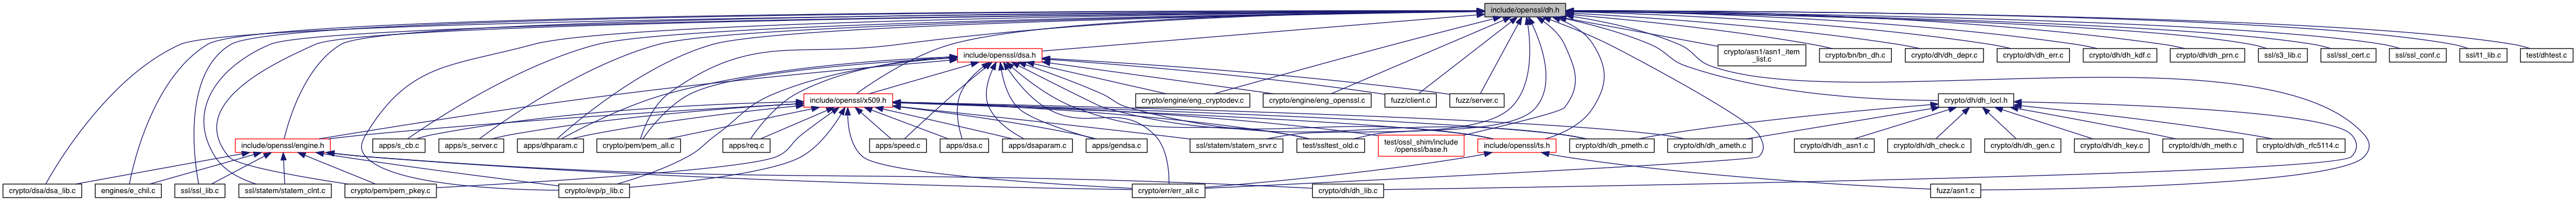 include/openssl/dh.h
include/openssl/dsa.h
crypto/asn1/asn1_item
_list.c
crypto/bn/bn_dh.c
crypto/dh/dh_depr.c
crypto/dh/dh_err.c
crypto/dh/dh_kdf.c
crypto/dh/dh_prn.c
ssl/s3_lib.c
ssl/ssl_cert.c
ssl/ssl_conf.c
ssl/t1_lib.c
test/dhtest.c
include/openssl/x509.h
crypto/engine/eng_cryptodev.c
crypto/engine/eng_openssl.c
fuzz/client.c
fuzz/server.c
crypto/dh/dh_locl.h
include/openssl/engine.h
apps/s_cb.c
apps/s_server.c
apps/dhparam.c
crypto/pem/pem_all.c
apps/req.c
apps/speed.c
apps/dsa.c
apps/dsaparam.c
apps/gendsa.c
ssl/statem/statem_srvr.c
test/ssltest_old.c
test/ossl_shim/include
/openssl/base.h
include/openssl/ts.h
crypto/dh/dh_pmeth.c
crypto/dh/dh_ameth.c
crypto/dh/dh_asn1.c
crypto/dh/dh_check.c
crypto/dh/dh_gen.c
crypto/dh/dh_key.c
crypto/dh/dh_meth.c
crypto/dh/dh_rfc5114.c
crypto/dsa/dsa_lib.c
engines/e_chil.c
ssl/ssl_lib.c
ssl/statem/statem_clnt.c
crypto/pem/pem_pkey.c
crypto/evp/p_lib.c
crypto/err/err_all.c
crypto/dh/dh_lib.c
fuzz/asn1.c